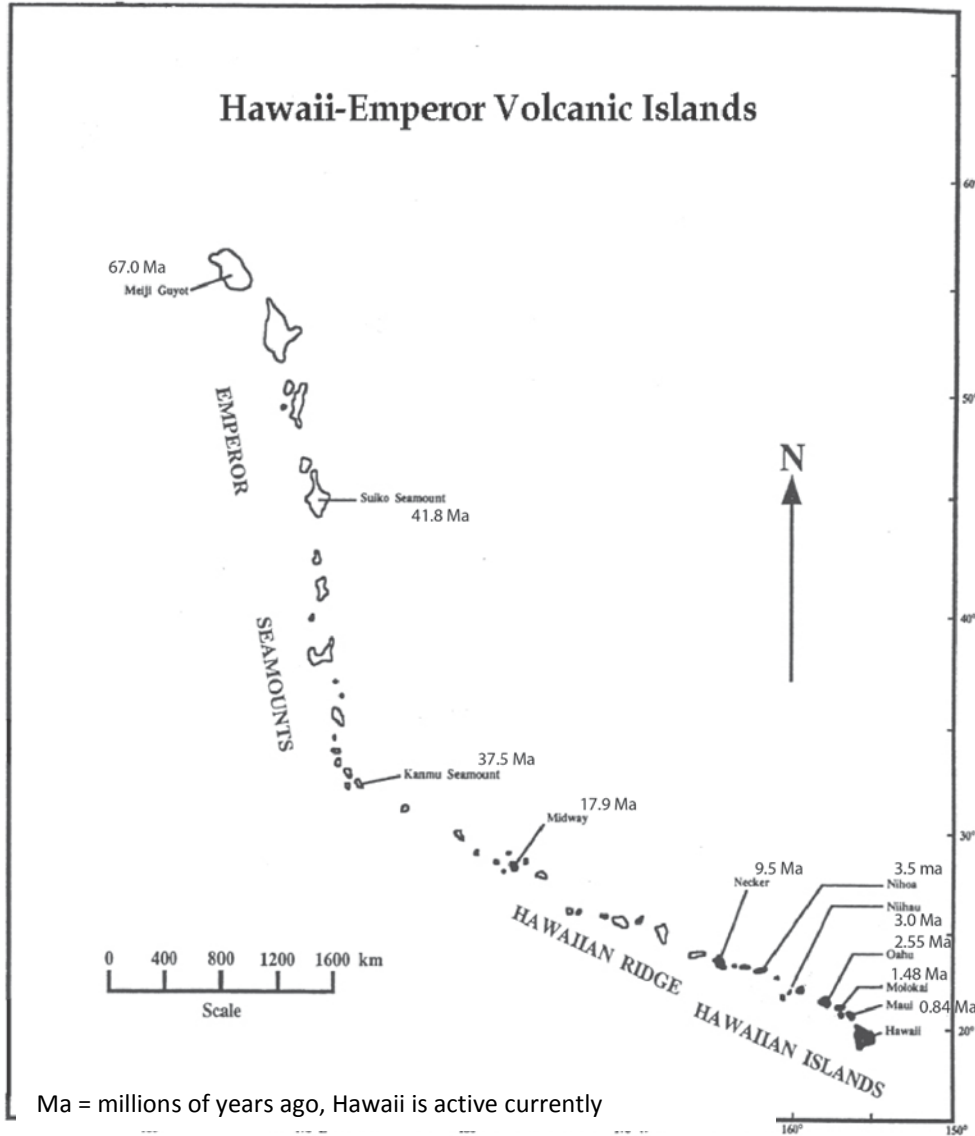 Hawaii-Emperor Volcanic Islands
60°
67.0 Ma
Meiji Guyot
50°
EMPEROR
N
Suiko Seamount
41.8 Ma
40°
SEAMOUNTS
37.5 Ma
Kanmu Seamount
17.9 Ma
Midway
30°
9.5 Ma
Necker
3.5 ma
Nihoa
Niihau
3.0 Ma
2.55 Ma
Oahu
1.48 Ma
Molokai
Maui 0.84 Ma
Hawaii
20°
HAWAIIAN RIDGE
HAWAIIAN ISLANDS
0 400 800 1200 1600 km
Scale
Ma = millions of years ago, Hawaii is active currently
160° 150°